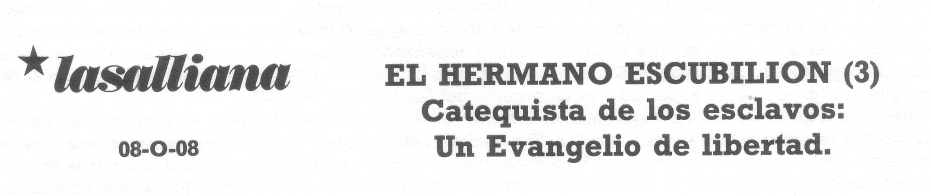 ★ lasalliana
08-O-08
EL HERMANO ESCUBILION (3)
Catequista de los esclavos:
Un Evangelio de libertad.